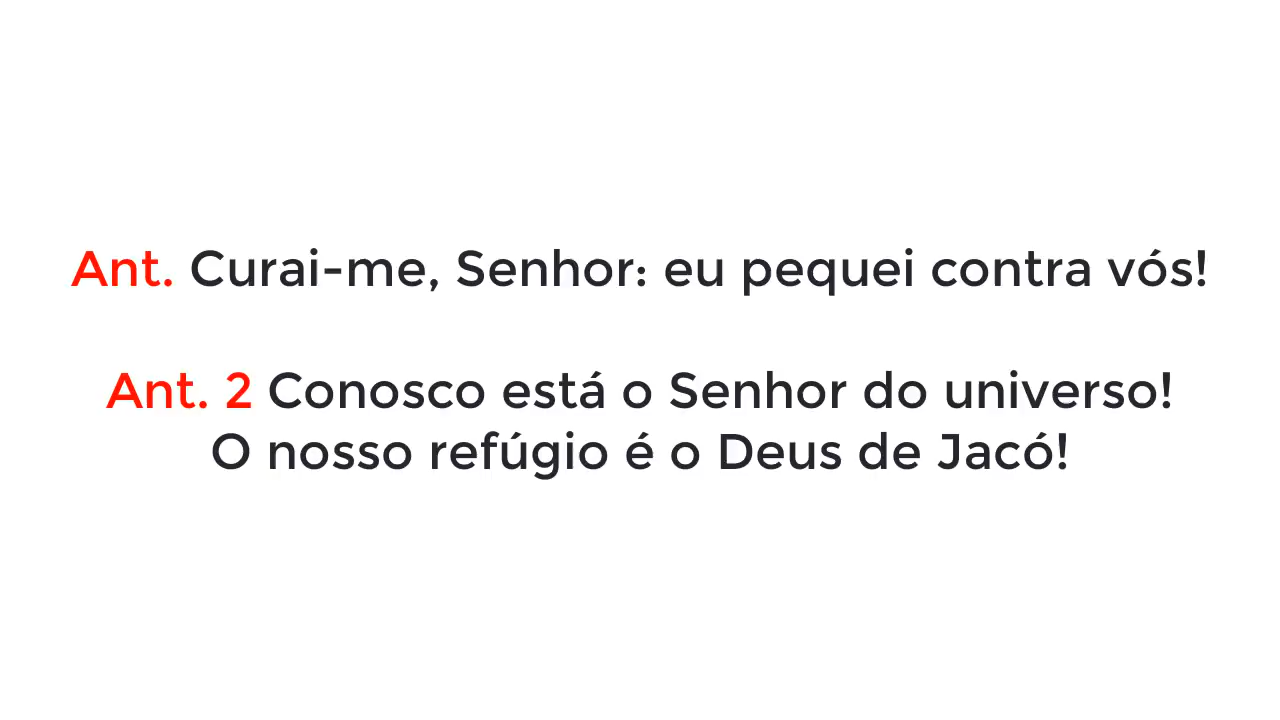 Ant. Curai-me, Senhor: eu pequei contra vós!
Ant. 2 Conosco está o Senhor do universo!
O nosso refúgio é o Deus de Jacó!